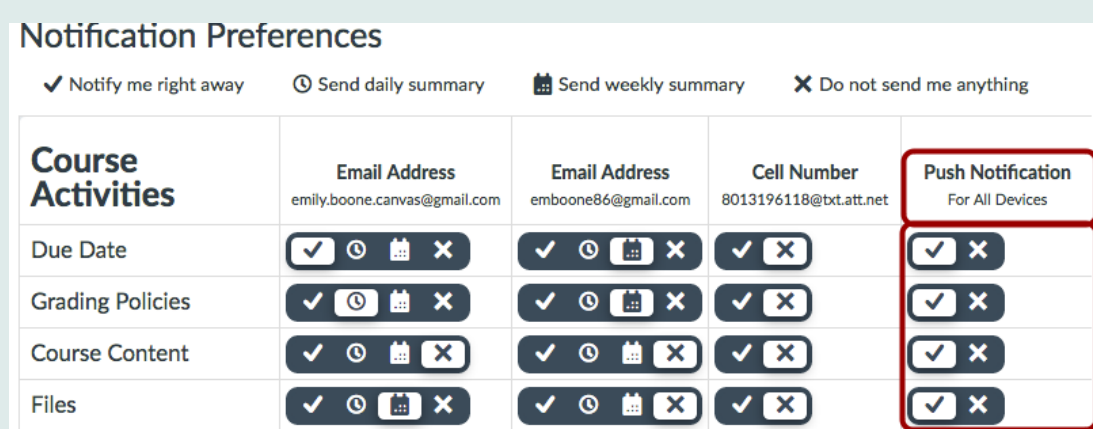 Notification Preferences
Notify me right away Send daily summary Send weekly summary Do not send me anything
Course
Activities
Email Address
emily.boone.canvas@gmail.com
Email Address
emboone86@gmail.com
Cell Number
8013196118@txt.att.net
Push Notification
For All Devices
Due Date
Grading Policies
Course Content
Files